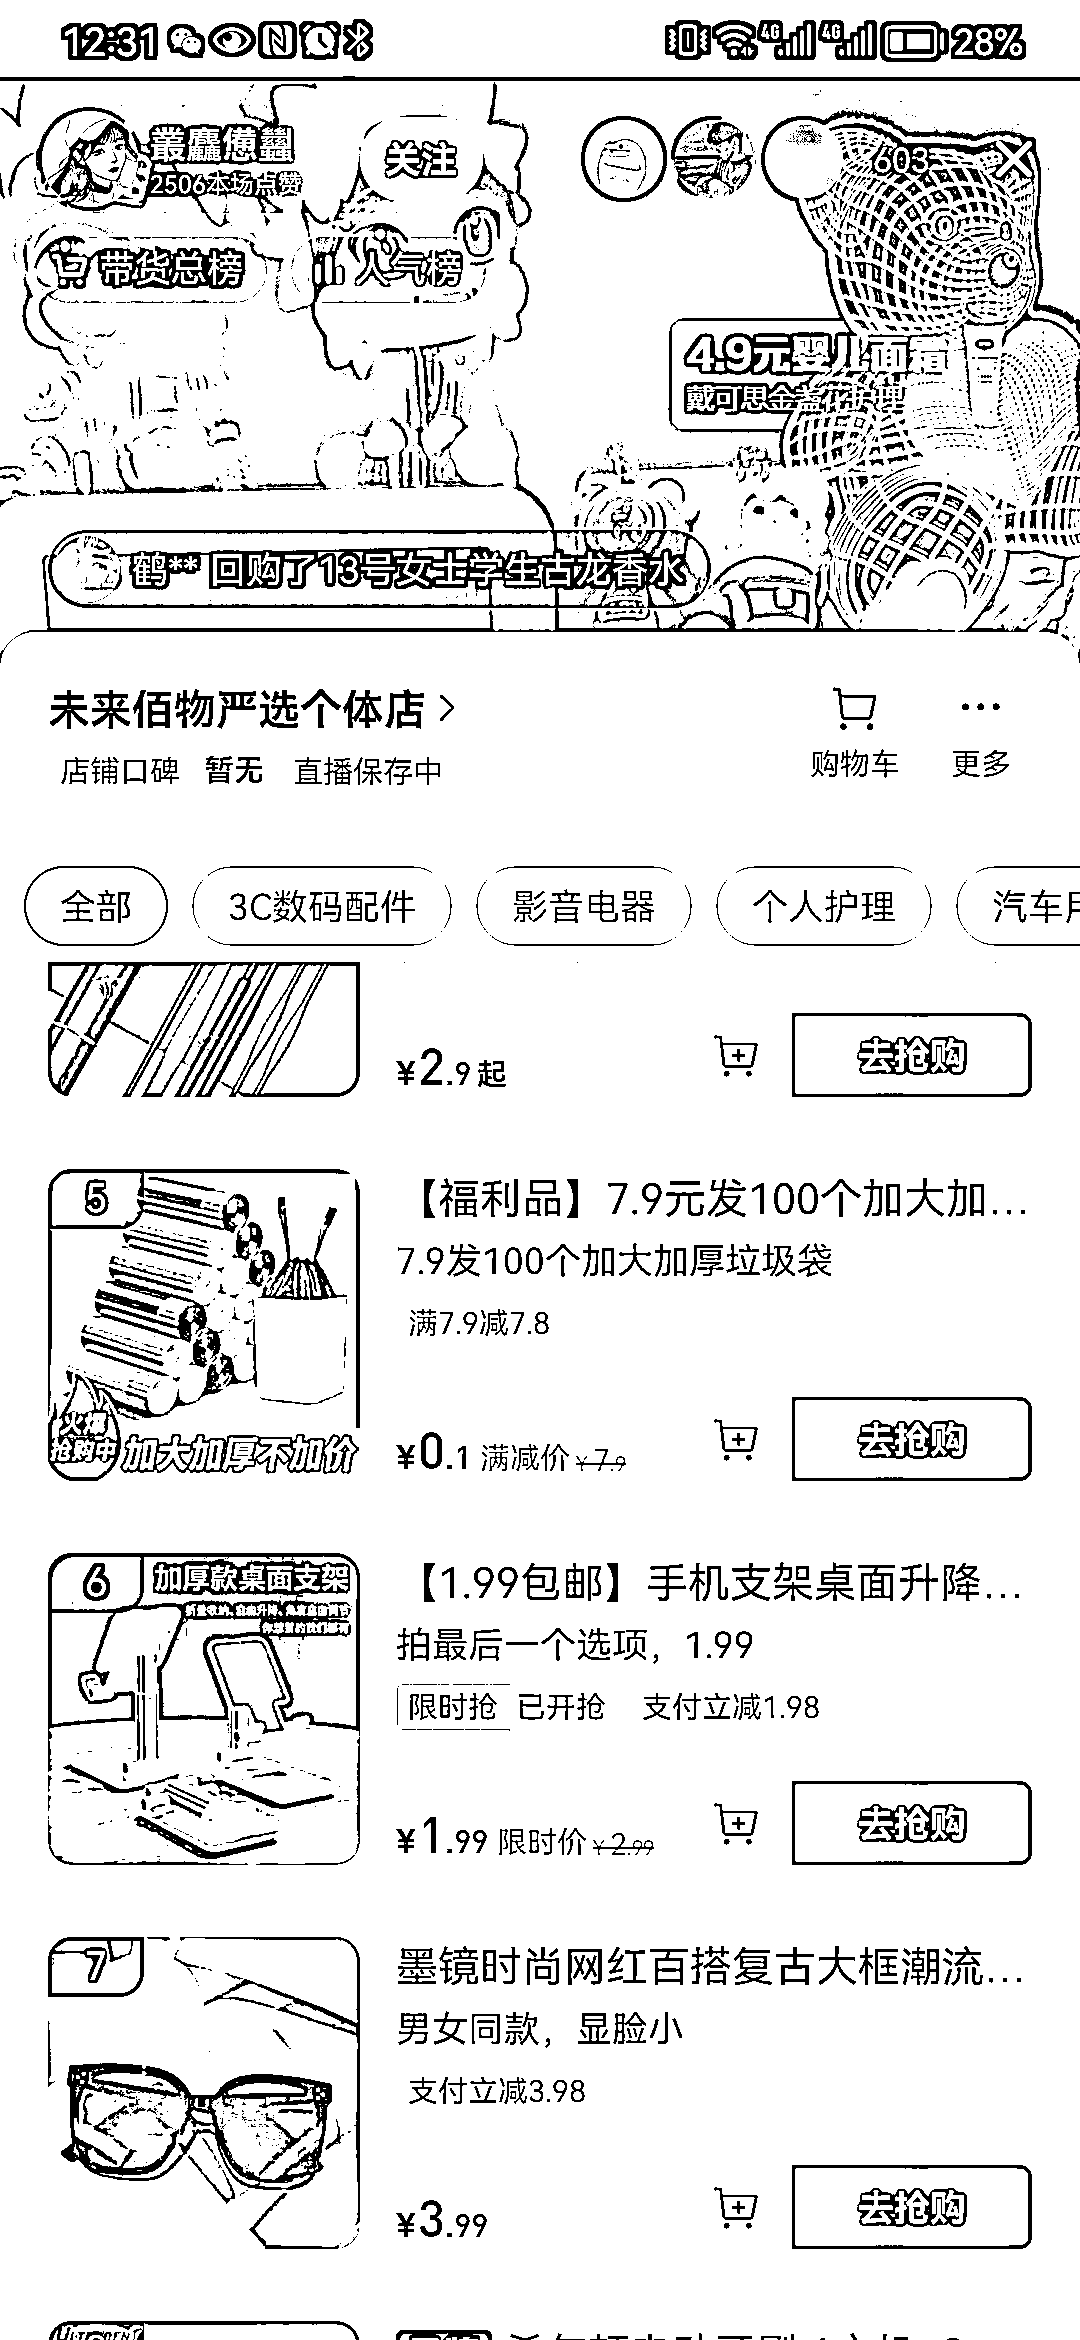 12:31
4G 4G 28%
2506本场点赞
关注
603
带货总榜
人气榜
4.9元婴儿面霜
戴可思金盏花护理
鹤** 回购了13号女士学生古龙香水
未来佰物严选个体店
购物车
更多
店铺口碑 暂无 直播保存中
全部
3C数码配件
影音电器
个人护理
汽车用
¥2.9起
去抢购
5
【福利品】7.9元发100个加大加...
7.9发100个加大加厚垃圾袋
满7.9减7.8
火爆
抢购中
加大加厚不加价
¥0.1 满减价 ¥7.9
去抢购
6
加厚款桌面支架
【1.99包邮】手机支架桌面升降...
拍最后一个选项，1.99
限时抢 已开抢 支付立减1.98
¥1.99 限时价 ¥2.99
去抢购
7
墨镜时尚网红百搭复古大框潮流...
男女同款，显脸小
支付立减3.98
¥3.99
去抢购